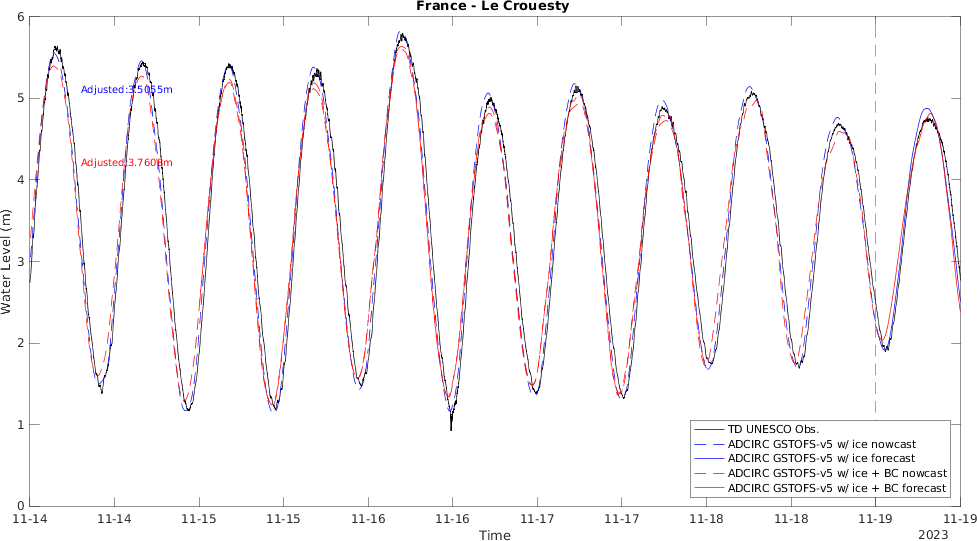 France - Le Crouesty
Water Level (m)
6
5
4
3
2
1
0
Adjusted:3.5055m
Adjusted:3.7608m
TD UNESCO Obs.
ADCIRC GSTOFS-v5 w/ ice nowcast
ADCIRC GSTOFS-v5 w/ ice forecast
ADCIRC GSTOFS-v5 w/ ice + BC nowcast
ADCIRC GSTOFS-v5 w/ ice + BC forecast
11-14 11-14 11-15 11-15 11-16 11-16 11-17 11-17 11-18 11-18 11-19 11-19
Time
2023